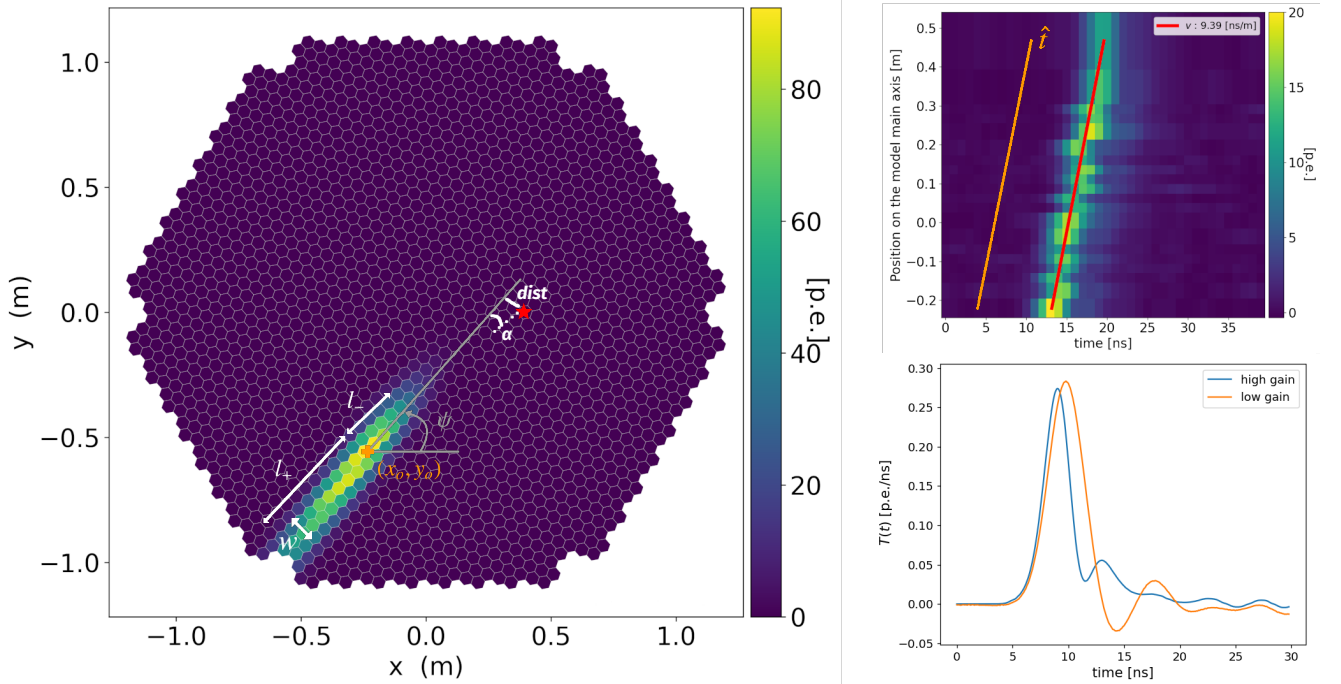 1.0
0.5
0.0
−0.5
−1.0
y (m)
−1.0
−0.5
0.0
0.5
1.0
x (m)
dist
α
l₋
l₊
w
ψ
(x₀, y₀)
80
60
40
20
0
[p.e.]
v : 9.39 [ns/m]
t̂
0.5
0.4
0.3
0.2
0.1
0.0
−0.1
−0.2
Position on the model main axis [m]
0
5
10
15
20
25
30
35
time [ns]
20
15
10
5
0
[p.e.]
high gain
low gain
0.30
0.25
0.20
0.15
0.10
0.05
0.00
−0.05
T(t) [p.e./ns]
0
5
10
15
20
25
30
time [ns]